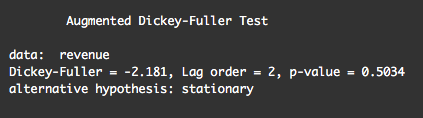 Augmented Dickey-Fuller Test
data:  revenue
Dickey-Fuller = -2.181, Lag order = 2, p-value = 0.5034
alternative hypothesis: stationary